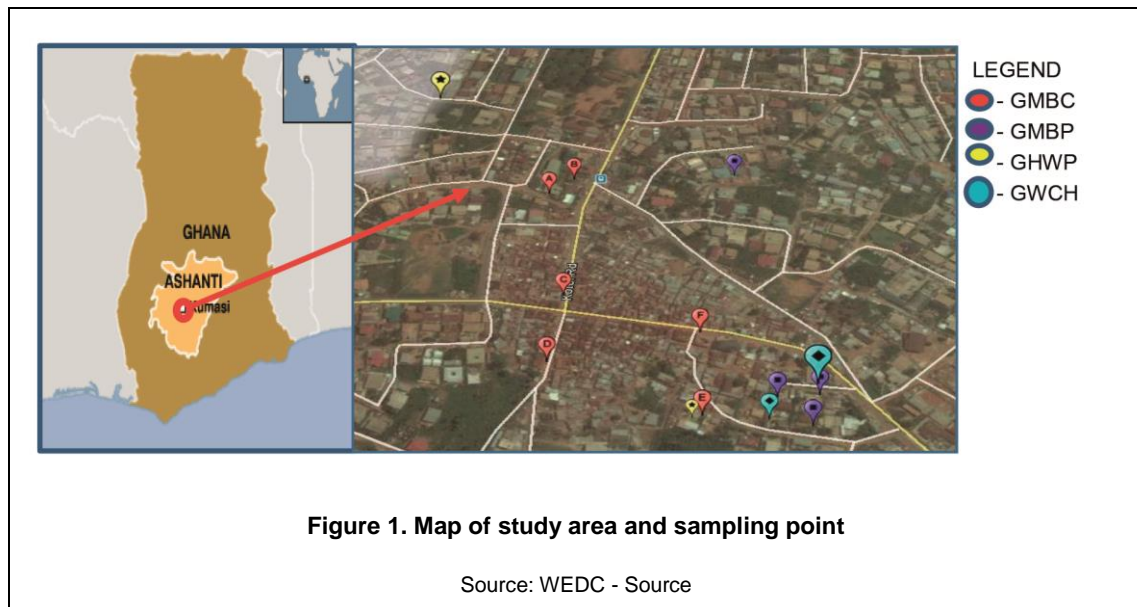 GHANA
ASHANTI
Kumasi
A
B
C
D
E
F
LEGEND
- GMBC
- GMBP
- GHWP
- GWCH
Figure 1. Map of study area and sampling point
Source: WEDC - Source